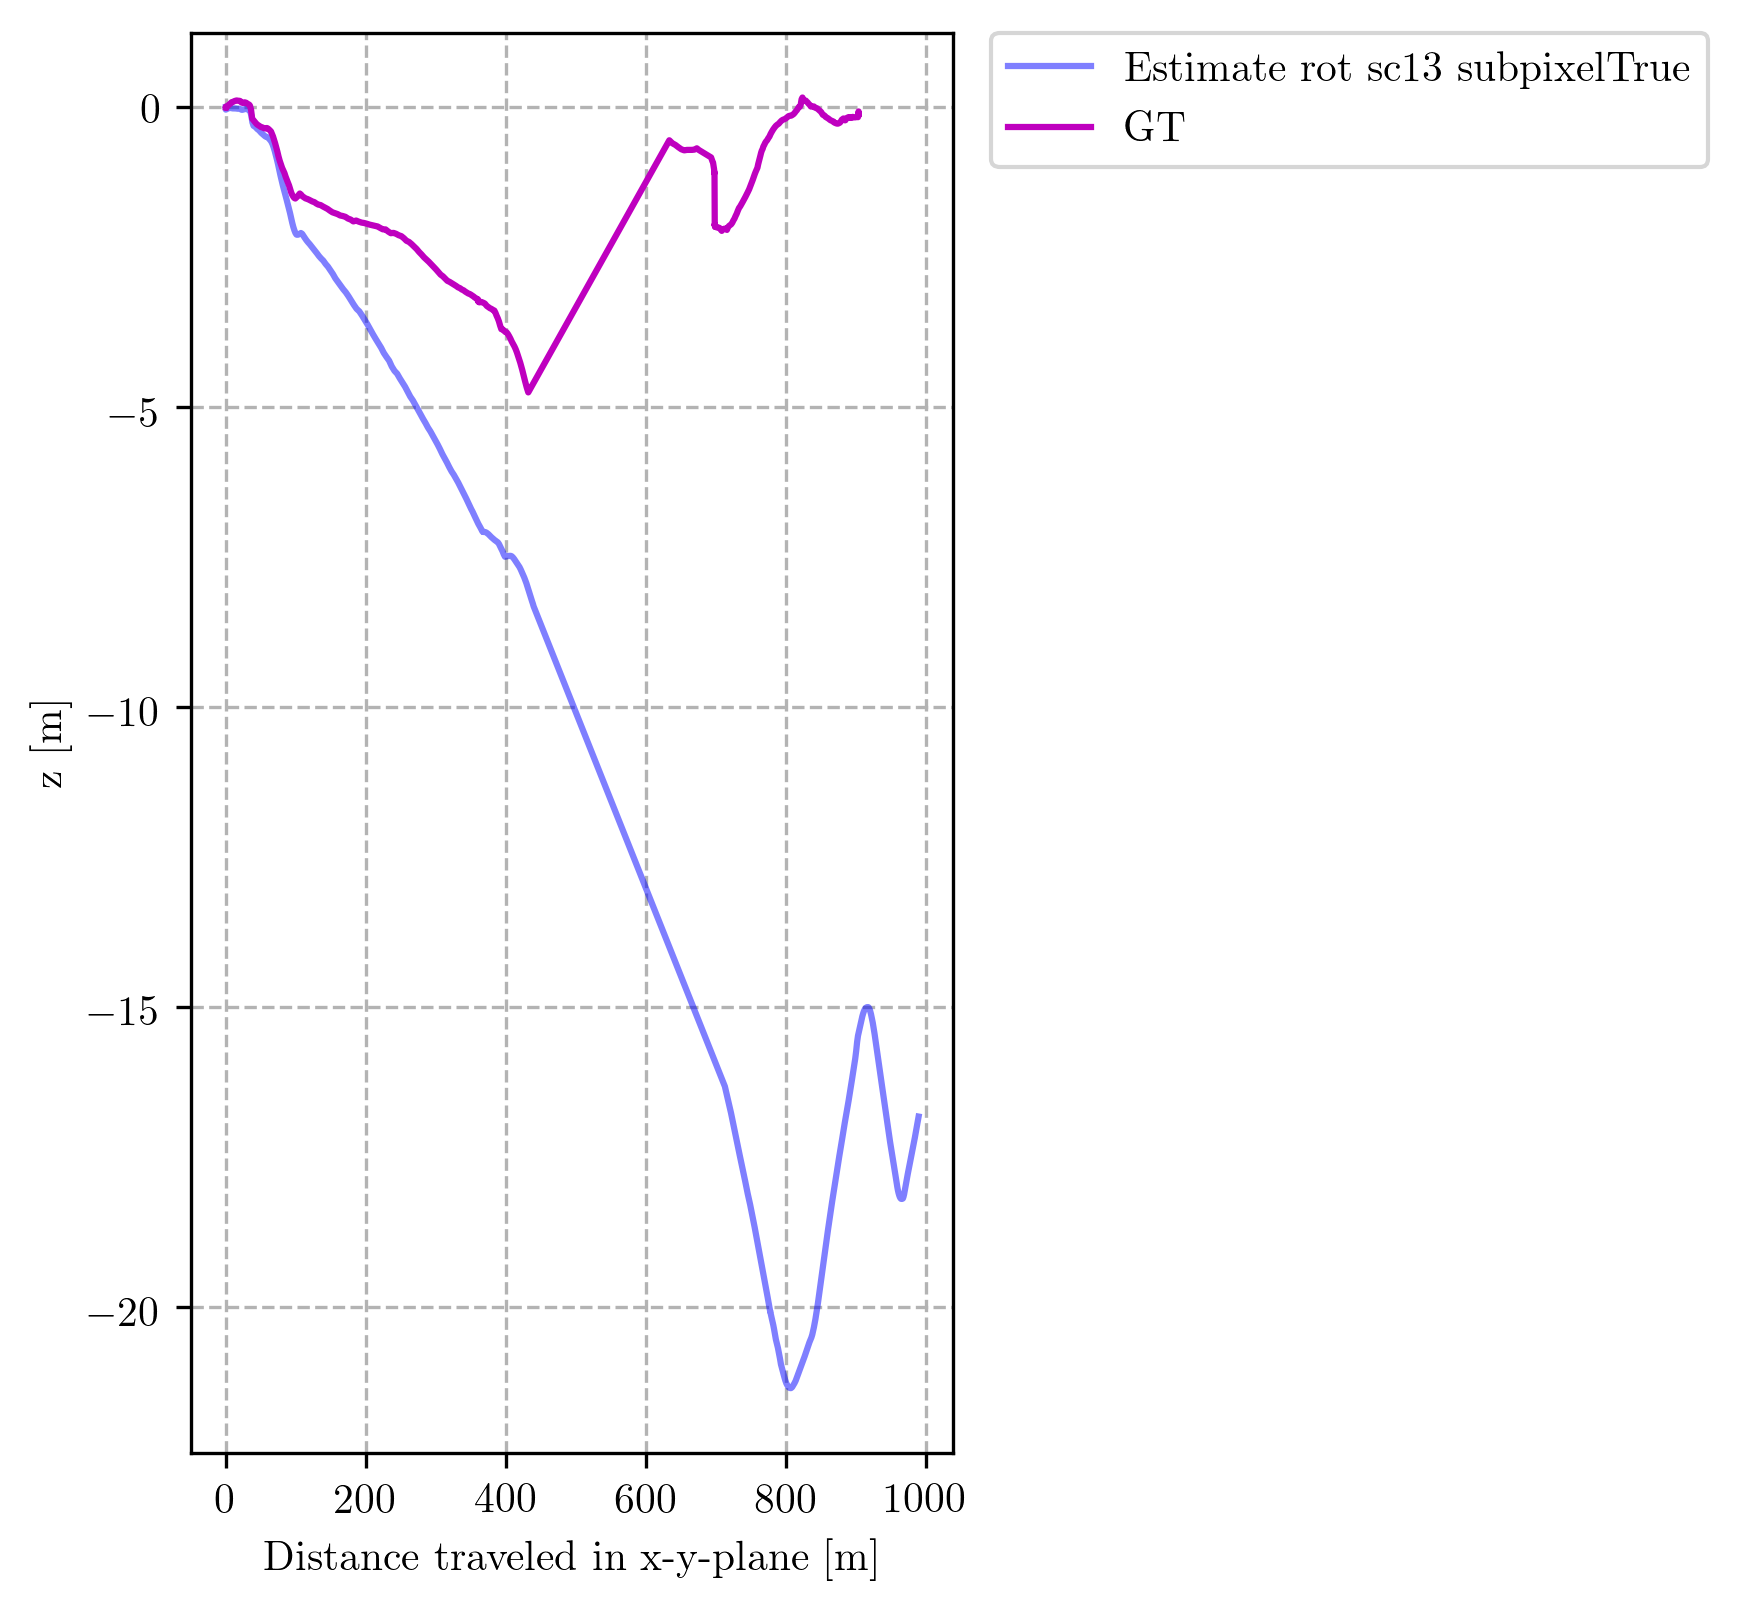 Estimate rot sc13 subpixelTrue
GT
0
−5
−10
−15
−20
z [m]
0 200 400 600 800 1000
Distance traveled in x-y-plane [m]